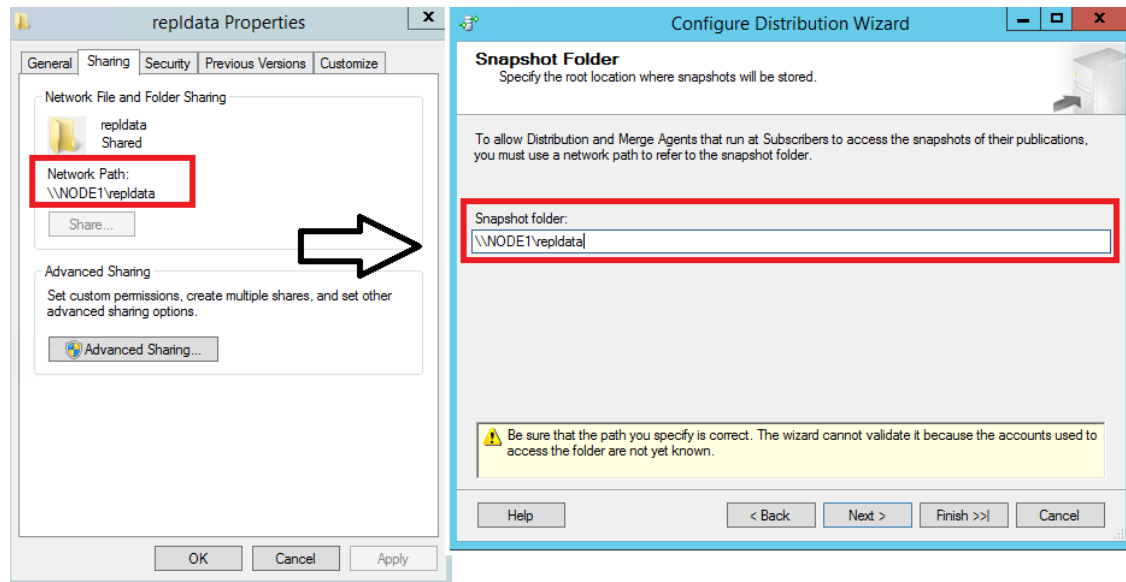 repldata Properties
x
General Sharing Security Previous Versions Customize
Network File and Folder Sharing
repldata
Shared
Network Path:
\\NODE1\repldata
Share...
Advanced Sharing
Set custom permissions, create multiple shares, and set other
advanced sharing options.
Advanced Sharing...
OK Cancel Apply
Configure Distribution Wizard
x
Snapshot Folder
Specify the root location where snapshots will be stored.
To allow Distribution and Merge Agents that run at Subscribers to access the snapshots of their publications,
you must use a network path to refer to the snapshot folder.
Snapshot folder:
\\NODE1\repldata
Be sure that the path you specify is correct. The wizard cannot validate it because the accounts used to
access the folder are not yet known.
Help < Back Next > Finish >>| Cancel